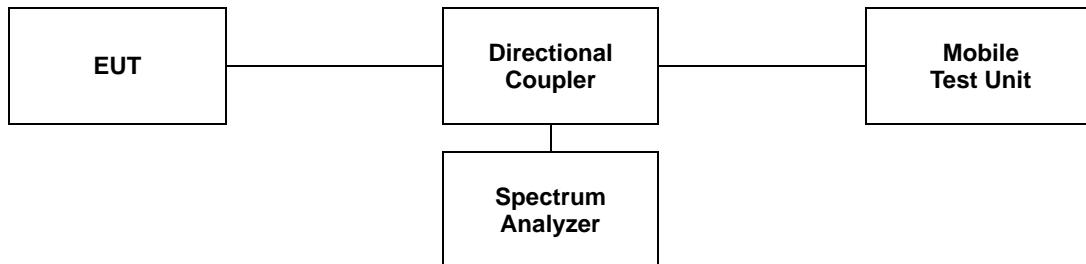 EUT
Directional
Coupler
Mobile
Test Unit
Spectrum
Analyzer